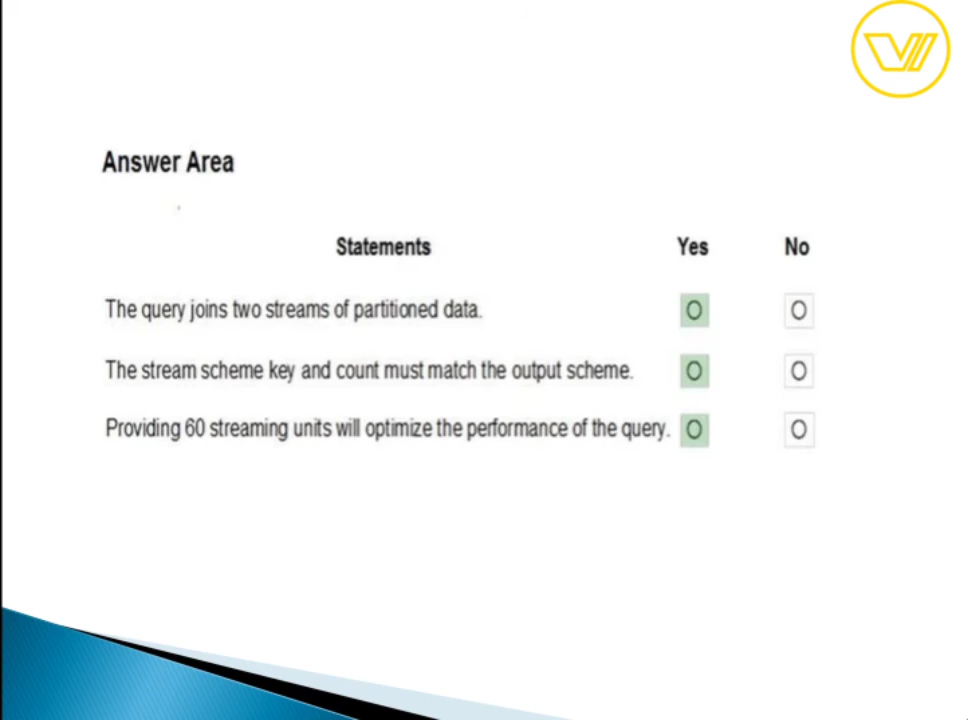 Answer Area
Statements Yes No
The query joins two streams of partitioned data. O O
The stream scheme key and count must match the output scheme. O O
Providing 60 streaming units will optimize the performance of the query. O O